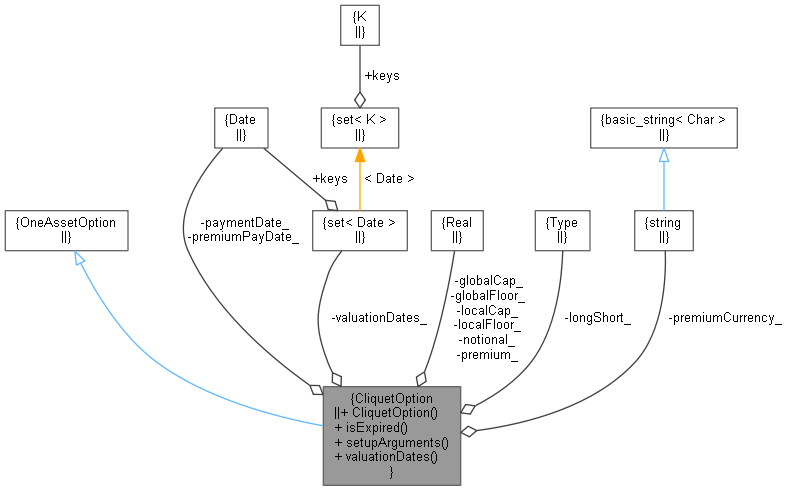 {K
||}
+keys
{Date
||}
{set< K >
||}
{basic_string< Char >
||}
+keys
< Date >
{OneAssetOption
||}
{set< Date >
||}
{Real
||}
{Type
||}
{string
||}
-paymentDate_
-premiumPayDate_
-valuationDates_
-globalCap_
-globalFloor_
-localCap_
-localFloor_
-notional_
-premium_
-longShort_
-premiumCurrency_
{CliquetOption
||+ CliquetOption()
+ isExpired()
+ setupArguments()
+ valuationDates()
}